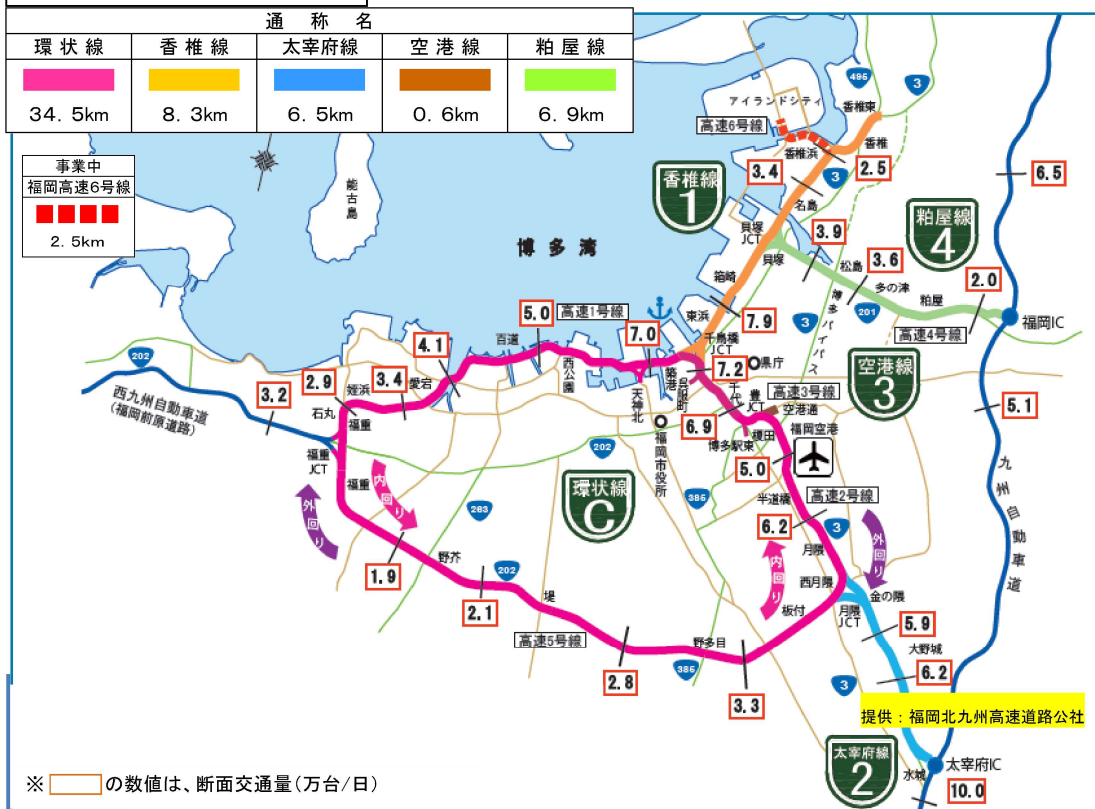 通 称 名
環状線 香椎線 太宰府線 空港線 粕屋線
34.5km 8.3km 6.5km 0.6km 6.9km
事業中
福岡高速6号線
2.5km
能古島
博多湾
アイランドシティ
高速6号線
495
3
香椎東
香椎
香椎浜
3.4
3
2.5
香椎線
1
名島
貝塚
JCT
貝塚
3.9
粕屋線
4
6.5
松島
3.6
多の津
粕屋
2.0
201
福岡IC
高速4号線
箱崎
博多バイパス
3
7.9
東浜
千鳥橋
JCT
県庁
空港線
3
5.0
高速1号線
7.0
百道
西公園
天神北
築港
呉服町
7.2
千代
豊
JCT
高速3号線
空港通
福岡空港
榎田
6.9
博多駅東
5.0
4.1
愛宕
3.4
姪浜
2.9
石丸
福重
3.2
202
西九州自動車道
(福岡前原道路)
福重
JCT
福重
外回り
内回り
202
福岡市役所
環状線
C
385
263
半道橋
高速2号線
6.2
3
月隈
外回り
内回り
西月隈
金の隈
月隈
JCT
板付
5.1
九州自動車道
1.9
野芥
202
2.1
堤
高速5号線
2.8
野多目
385
3.3
5.9
大野城
6.2
3
提供：福岡北九州高速道路公社
太宰府線
2
太宰府IC
水城
10.0
※ の数値は、断面交通量(万台/日)